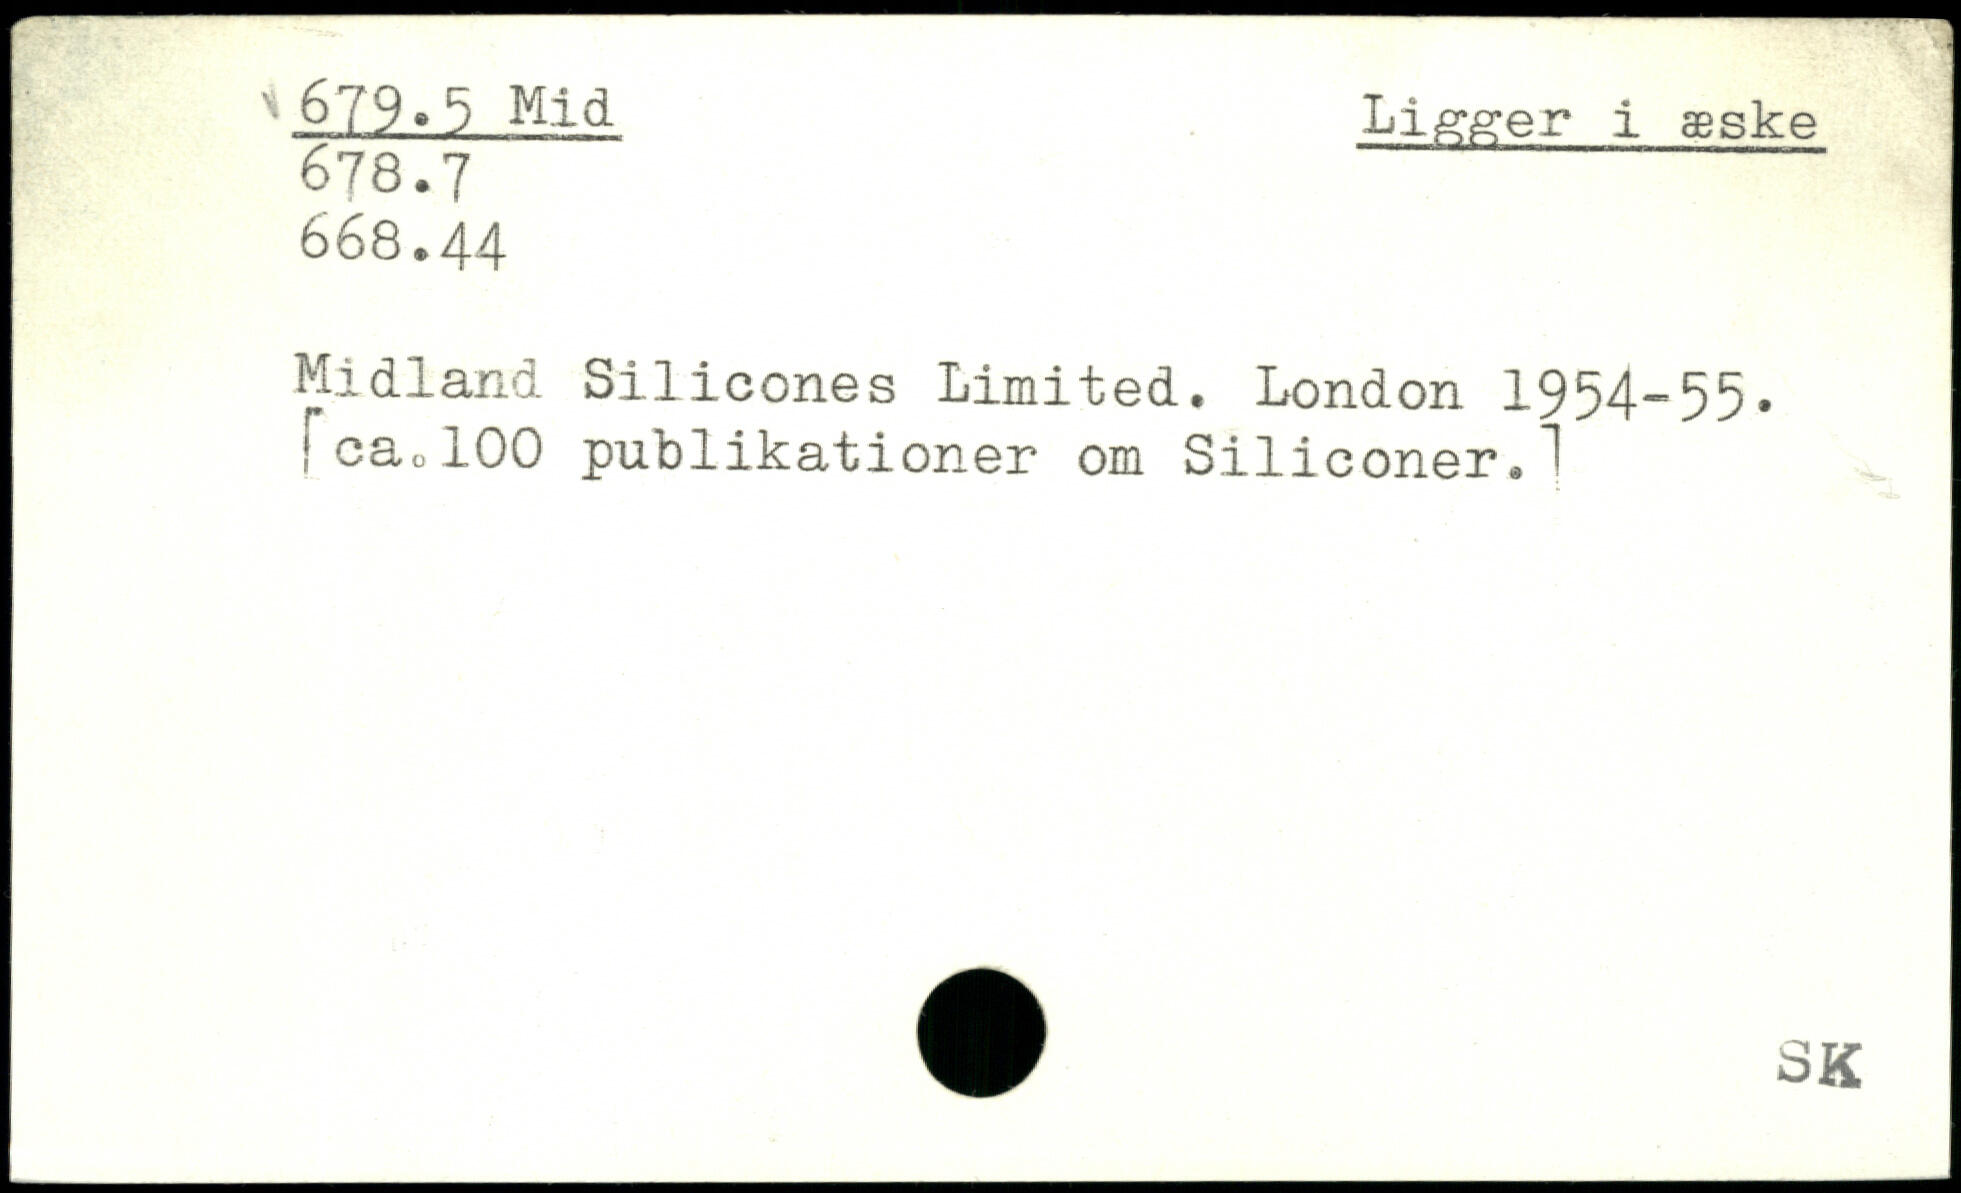 679.5 Mid
Ligger i æske
678.7
668.44
Midland Silicones Limited. London 1954-55.
[ca.100 publikationer om Siliconer.]
SK